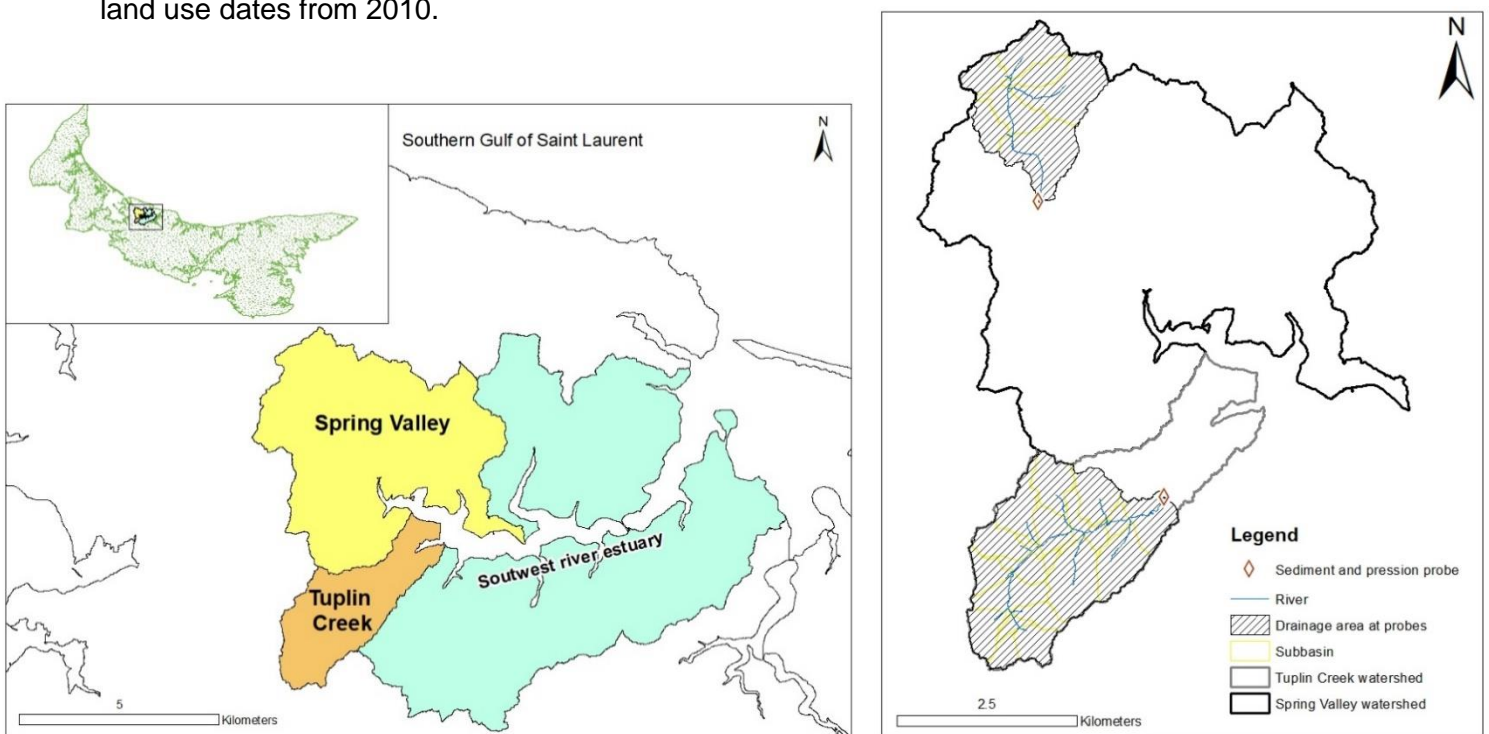 land use dates from 2010.
Southern Gulf of Saint Laurent
N
Spring Valley
Soutwest river estuary
Tuplin
Creek
5
Kilometers
N
Legend
Sediment and pression probe
River
Drainage area at probes
Subbasin
Tuplin Creek watershed
Spring Valley watershed
2.5
Kilometers